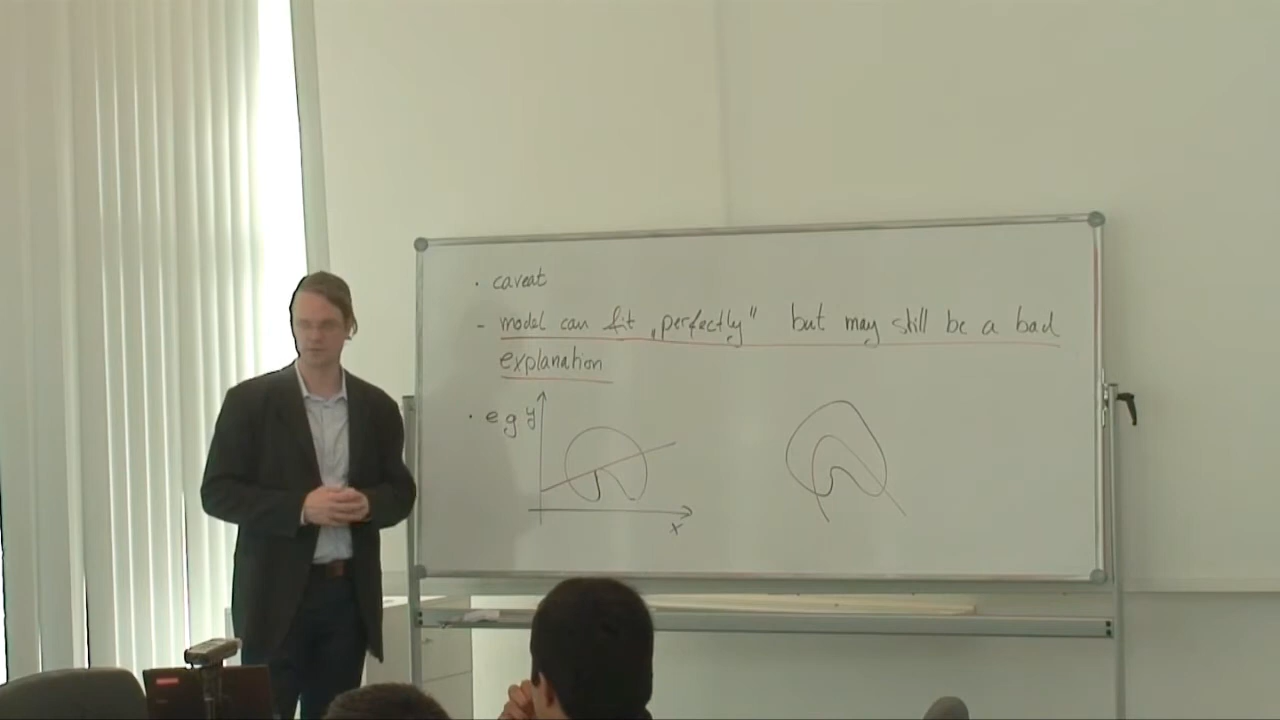 · caveat
- model can fit „perfectly" but may still be a bad
explanation
· e g y
x